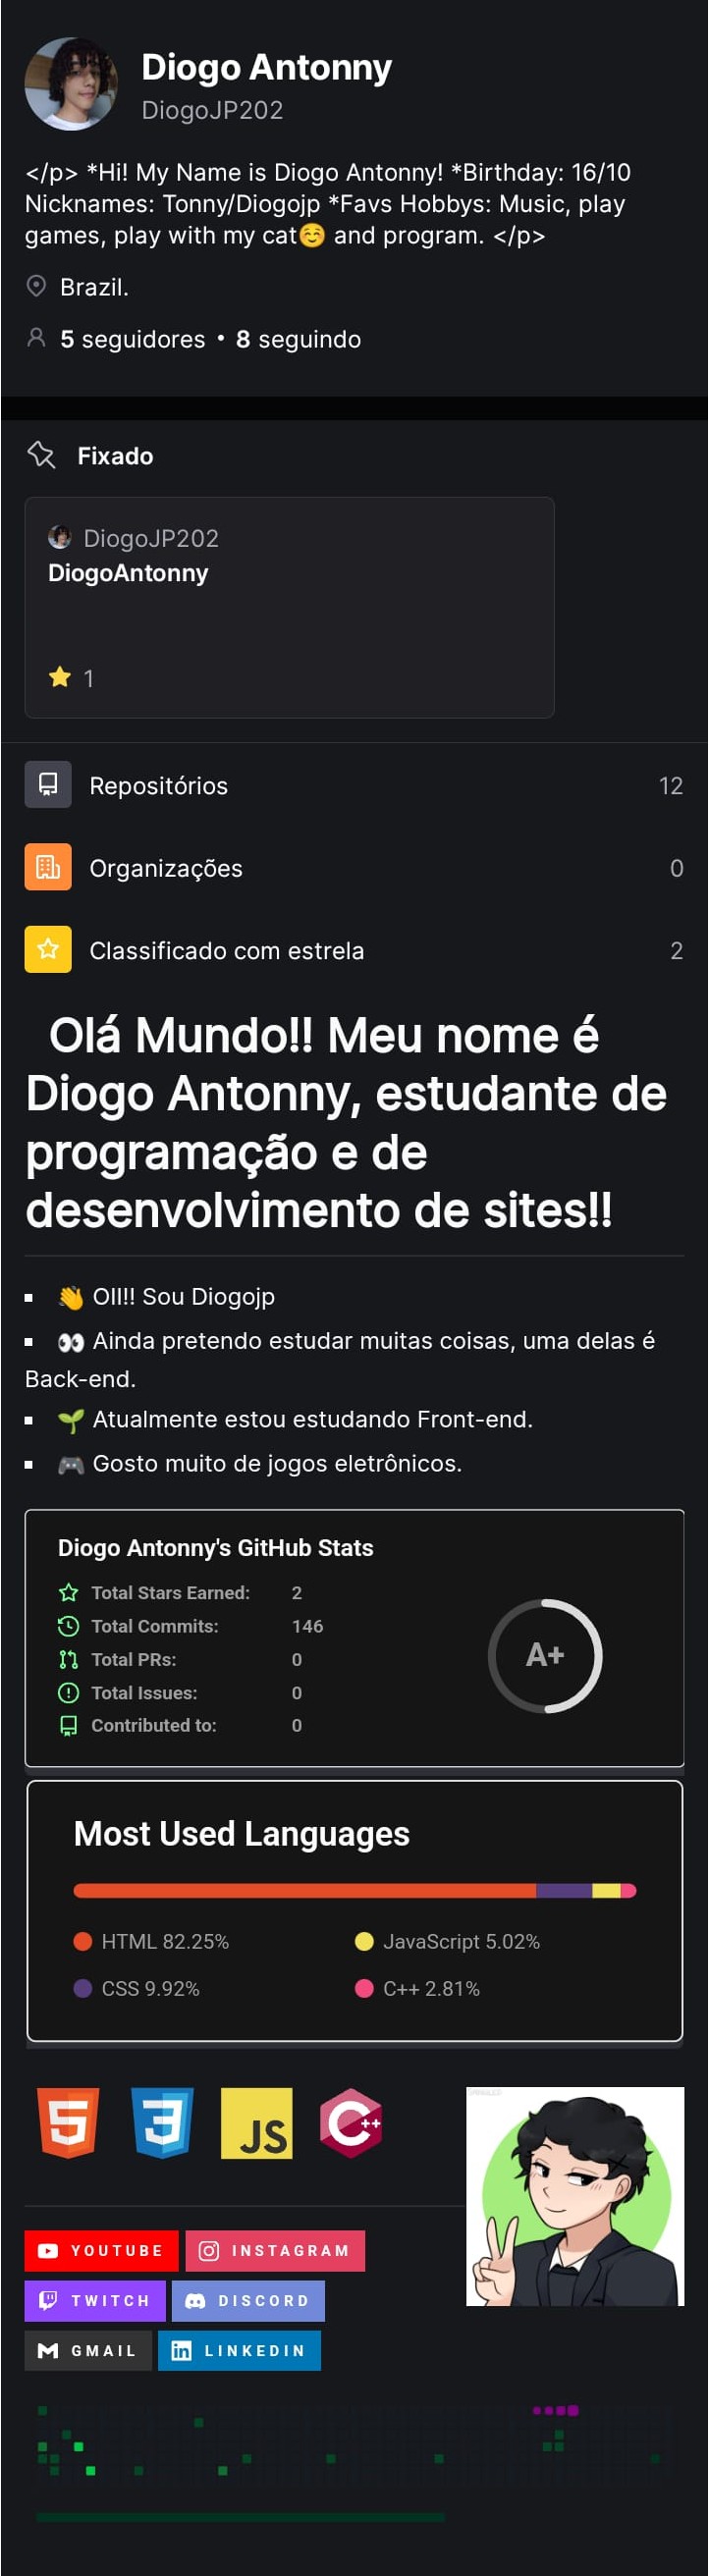 Diogo Antonny
DiogoJP202
</p> *Hi! My Name is Diogo Antonny! *Birthday: 16/10
Nicknames: Tonny/Diogojp *Favs Hobbys: Music, play
games, play with my cat☺️ and program. </p>
Brazil.
5 seguidores • 8 seguindo
Fixado
DiogoJP202
DiogoAntonny
1
Repositórios 12
Organizações 0
Classificado com estrela 2
Olá Mundo!! Meu nome é
Diogo Antonny, estudante de
programação e de
desenvolvimento de sites!!
👋 OII!! Sou Diogojp
👀 Ainda pretendo estudar muitas coisas, uma delas é
Back-end.
🌱 Atualmente estou estudando Front-end.
🎮 Gosto muito de jogos eletrônicos.
Diogo Antonny's GitHub Stats
Total Stars Earned: 2
Total Commits: 146
Total PRs: 0
Total Issues: 0
Contributed to: 0
A+
Most Used Languages
HTML 82.25% JavaScript 5.02%
CSS 9.92% C++ 2.81%
5 3 JS C++
YOUTUBE INSTAGRAM
TWITCH DISCORD
GMAIL LINKEDIN